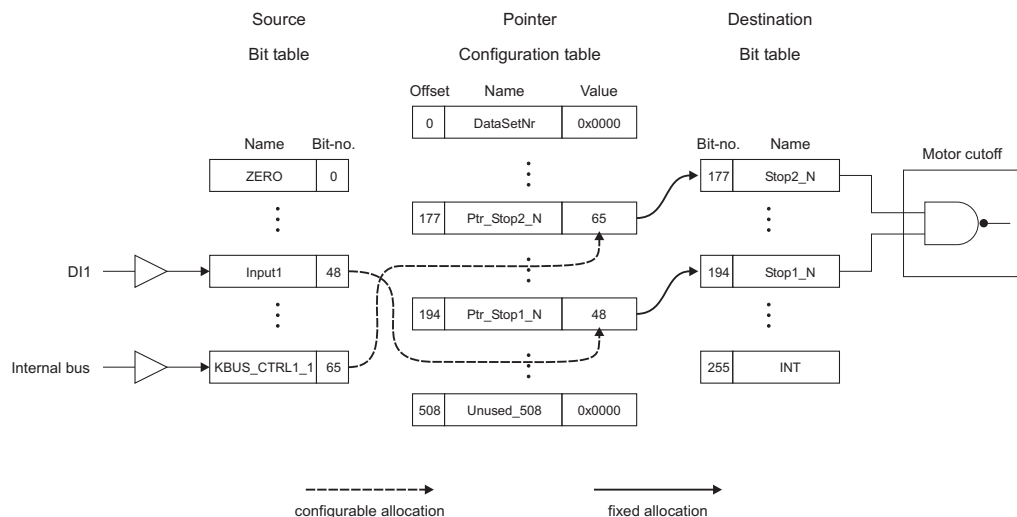 Source
Pointer
Destination
Bit table
Configuration table
Bit table
Offset Name Value
0 DataSetNr 0x0000
Name Bit-no.
Bit-no. Name
Motor cutoff
ZERO 0
177 Stop2_N
177 Ptr_Stop2_N 65
DI1
Input1 48
194 Stop1_N
194 Ptr_Stop1_N 48
Internal bus
KBUS_CTRL1_1 65
255 INT
508 Unused_508 0x0000
configurable allocation
fixed allocation